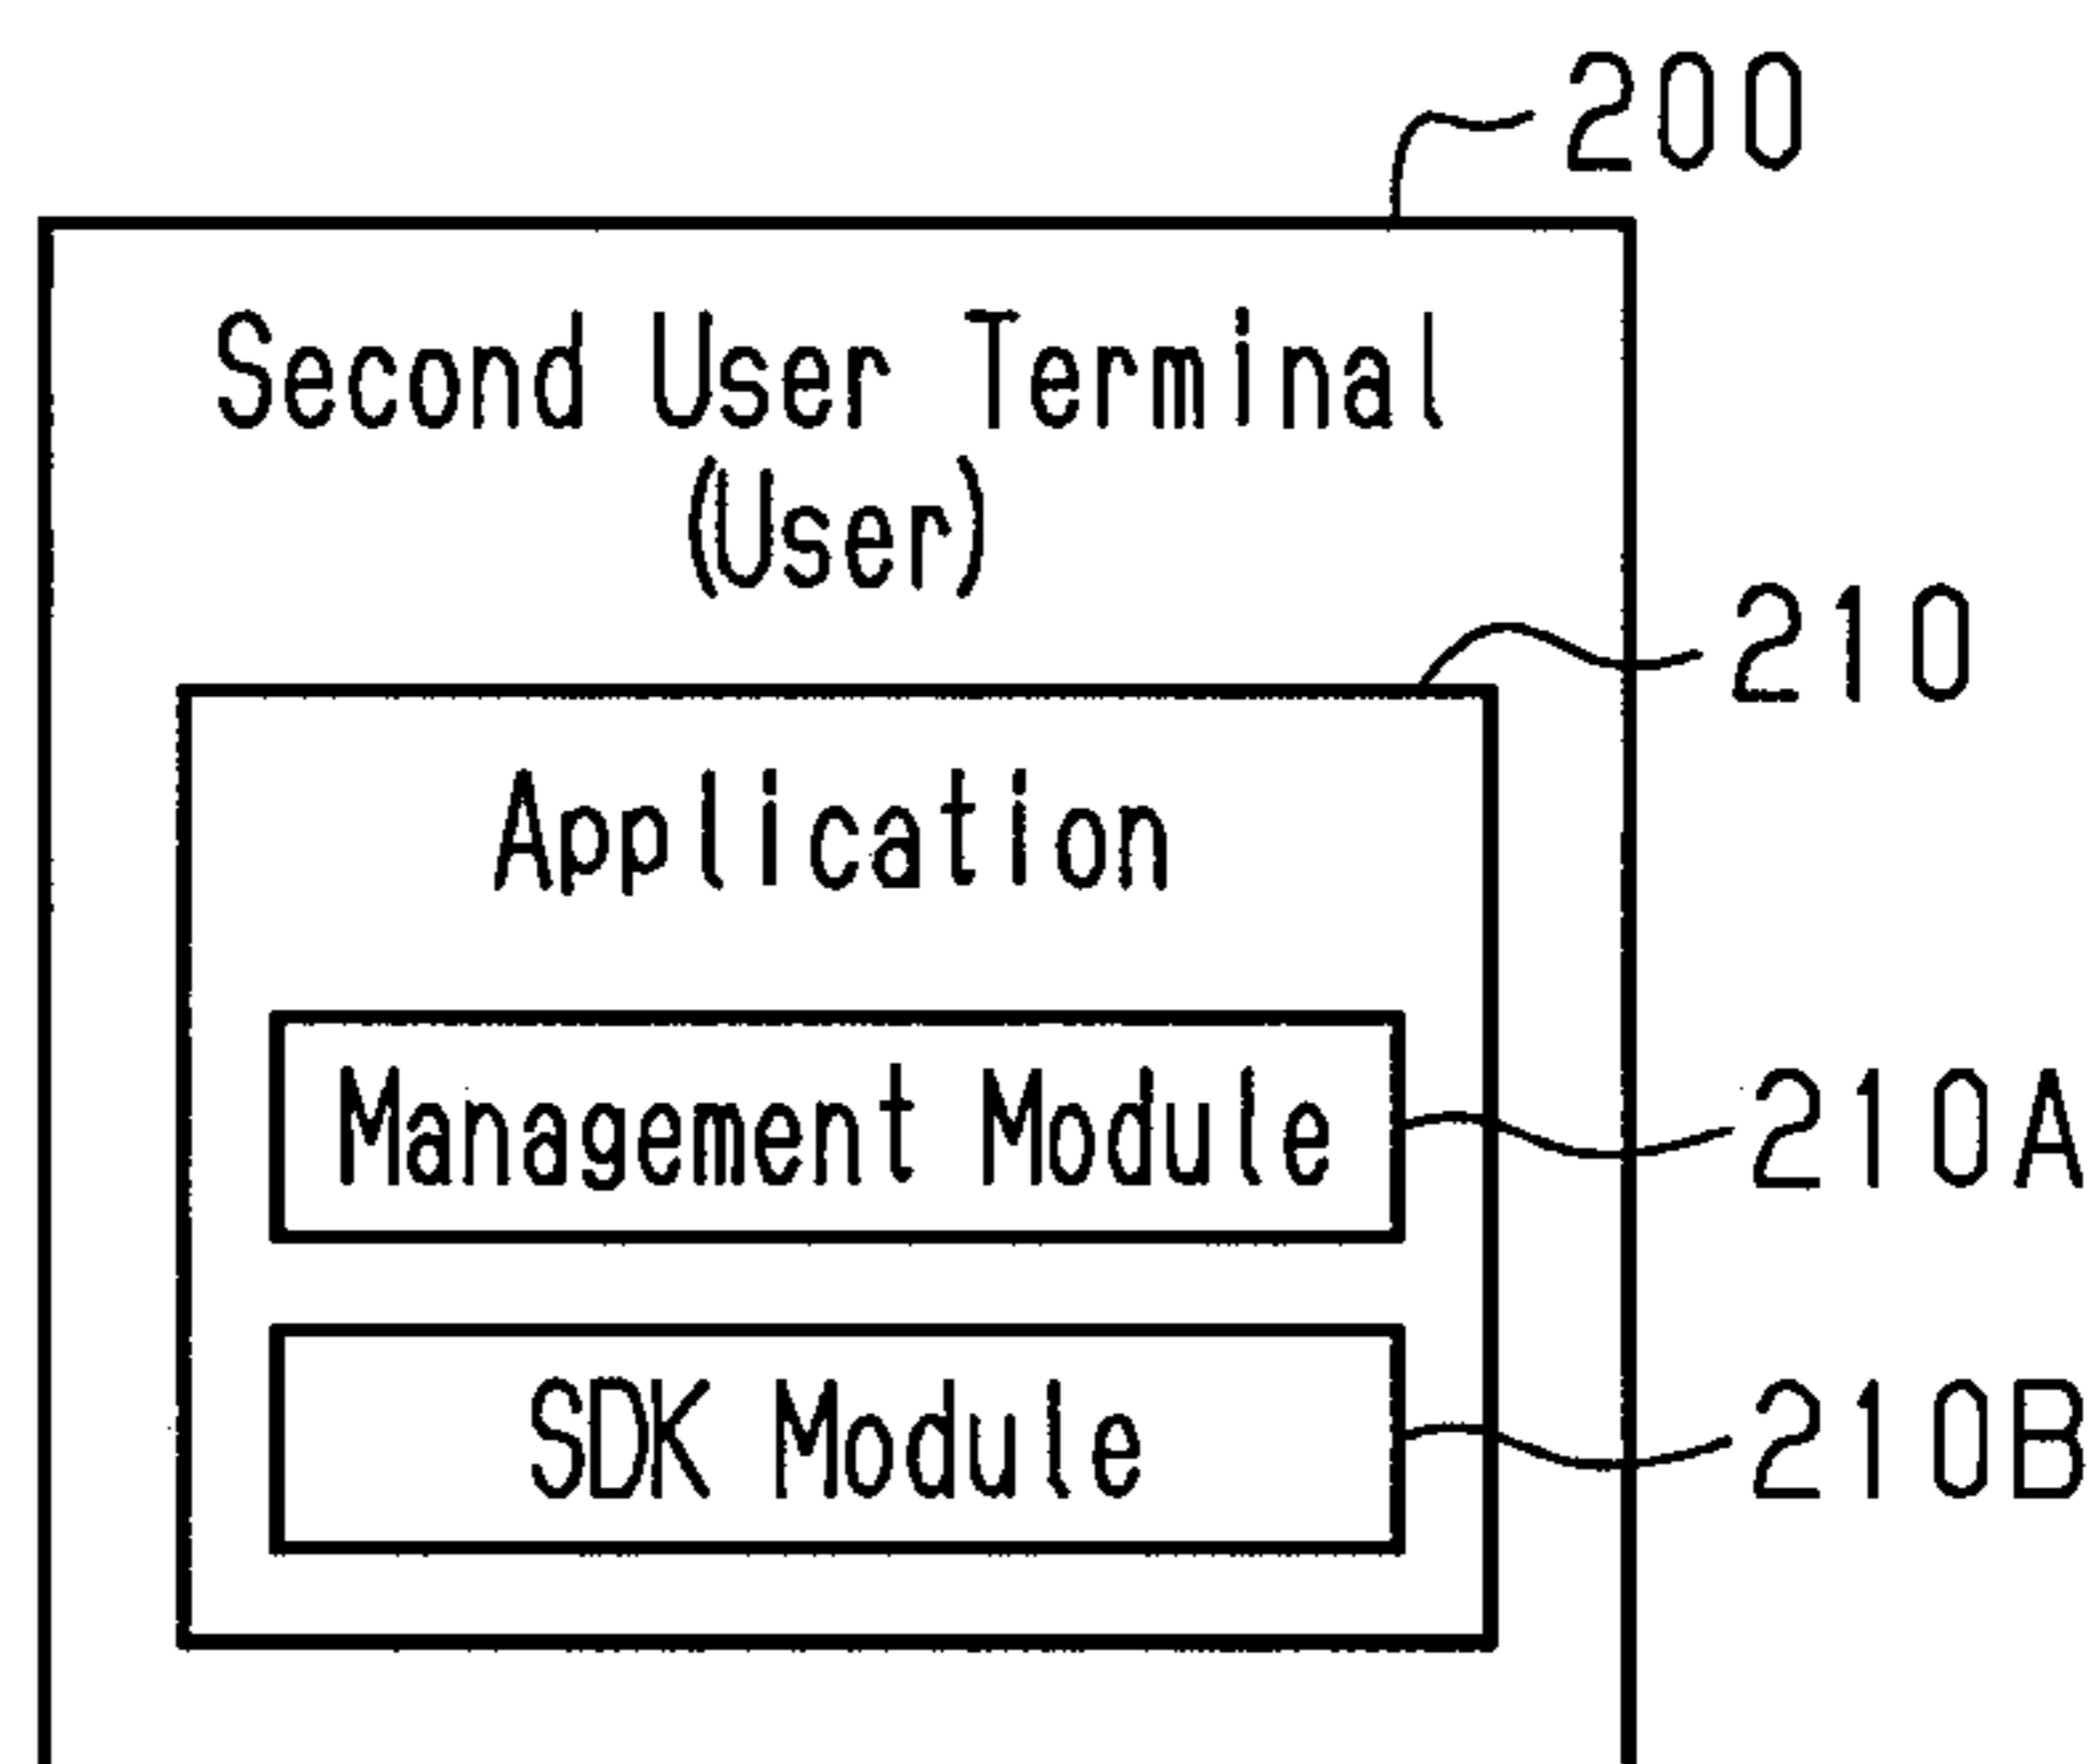 200
Second User Terminal
(User)
210
Application
Management Module
210A
SDK Module
210B